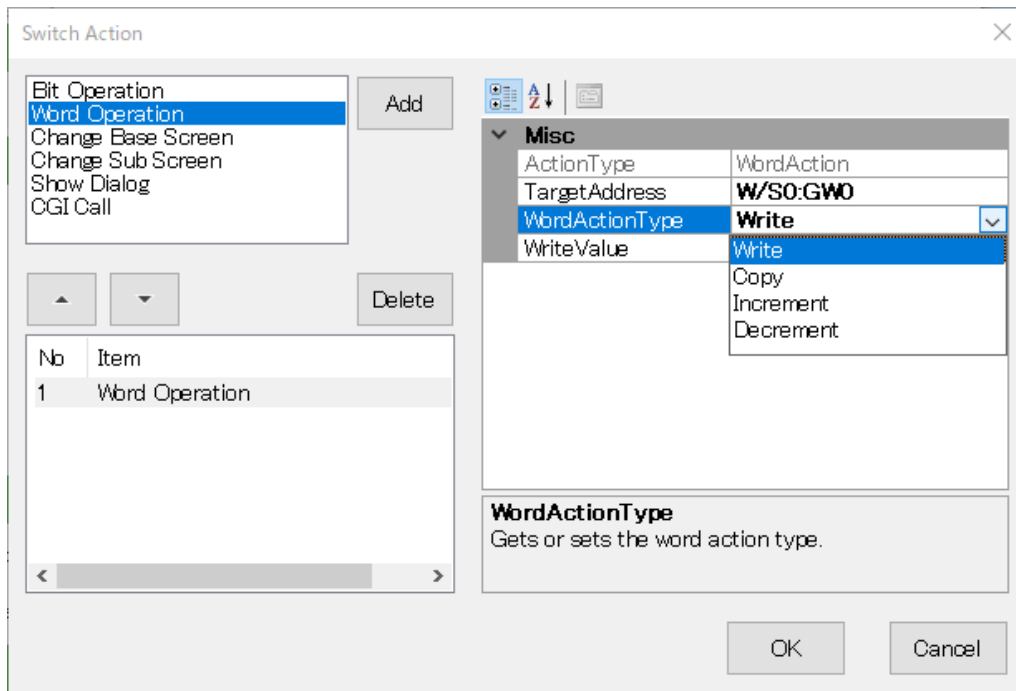 Switch Action
Bit Operation
Word Operation
Change Base Screen
Change Sub Screen
Show Dialog
CGI Call
Add
Delete
No Item
1 Word Operation
Misc
ActionType WordAction
TargetAddress W/S0:GW0
WordActionType Write
WriteValue
Write
Copy
Increment
Decrement
WordActionType
Gets or sets the word action type.
OK Cancel